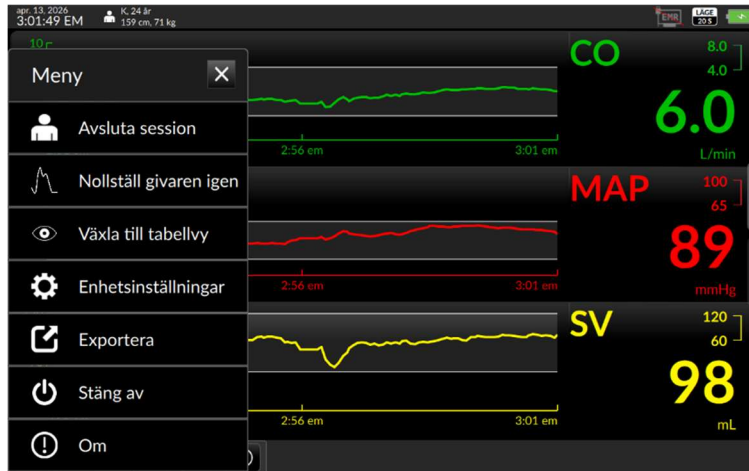 apr. 13, 2026
3:01:49 EM
K, 24 år
159 cm, 71 kg
EMR
LÄGE
20 S
10
Meny
Avsluta session
Nollställ givaren igen
Växla till tabellvy
Enhetsinställningar
Exportera
Stäng av
Om
2:56 em
3:01 em
CO
8.0
4.0
6.0
L/min
2:56 em
3:01 em
MAP
100
65
89
mmHg
2:56 em
3:01 em
SV
120
60
98
mL